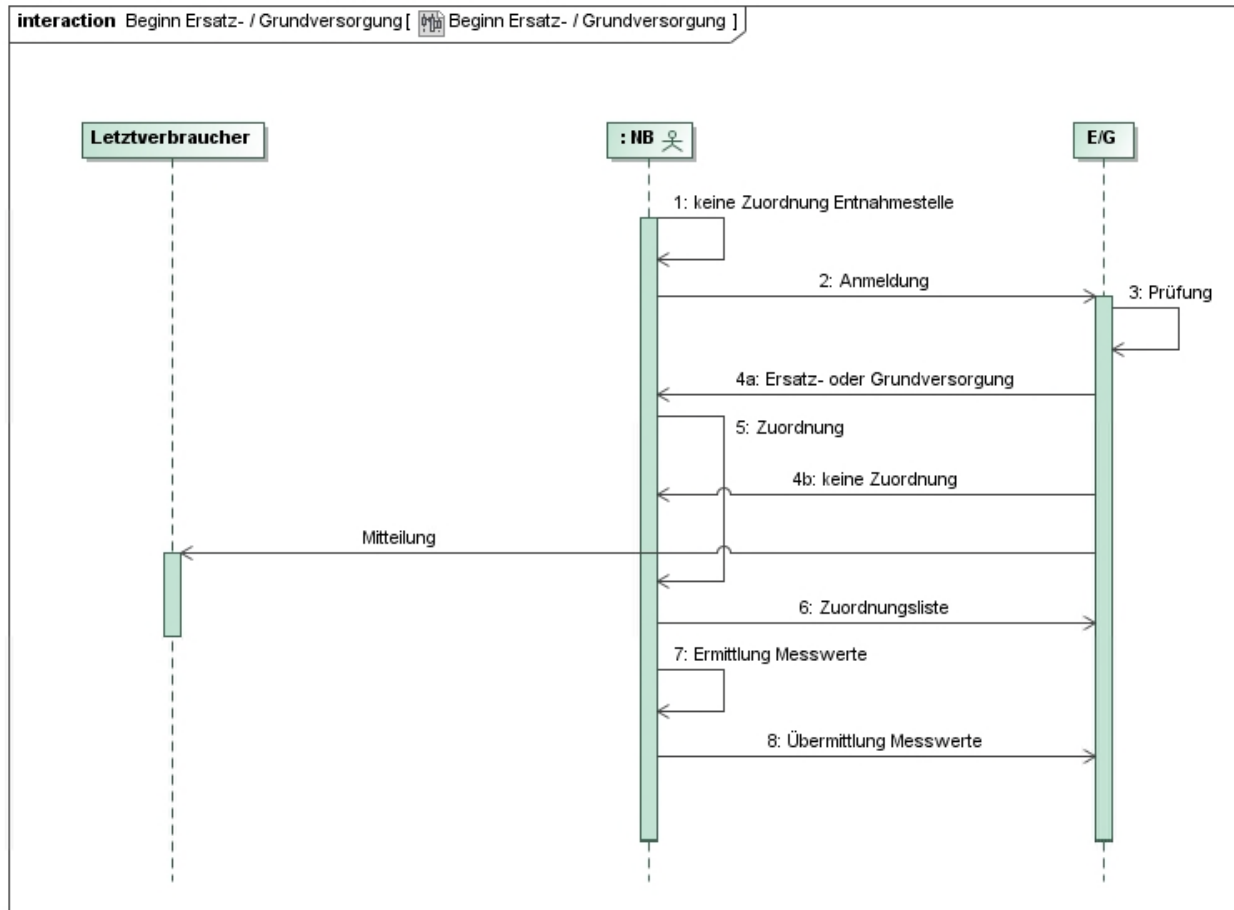 interaction Beginn Ersatz- / Grundversorgung [ Beginn Ersatz- / Grundversorgung ]
Letztverbraucher
: NB
E/G
1: keine Zuordnung Entnahmestelle
2: Anmeldung
3: Prüfung
4a: Ersatz- oder Grundversorgung
5: Zuordnung
4b: keine Zuordnung
Mitteilung
6: Zuordnungsliste
7: Ermittlung Messwerte
8: Übermittlung Messwerte